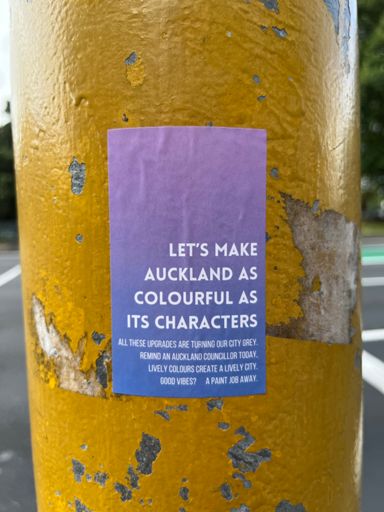 LET'S MAKE
AUCKLAND AS
COLOURFUL AS
ITS CHARACTERS
ALL THESE UPGRADES ARE TURNING OUR CITY GREY.
REMIND AN AUCKLAND COUNCILLOR TODAY,
LIVELY COLOURS CREATE A LIVELY CITY.
GOOD VIBES? A PAINT JOB AWAY.